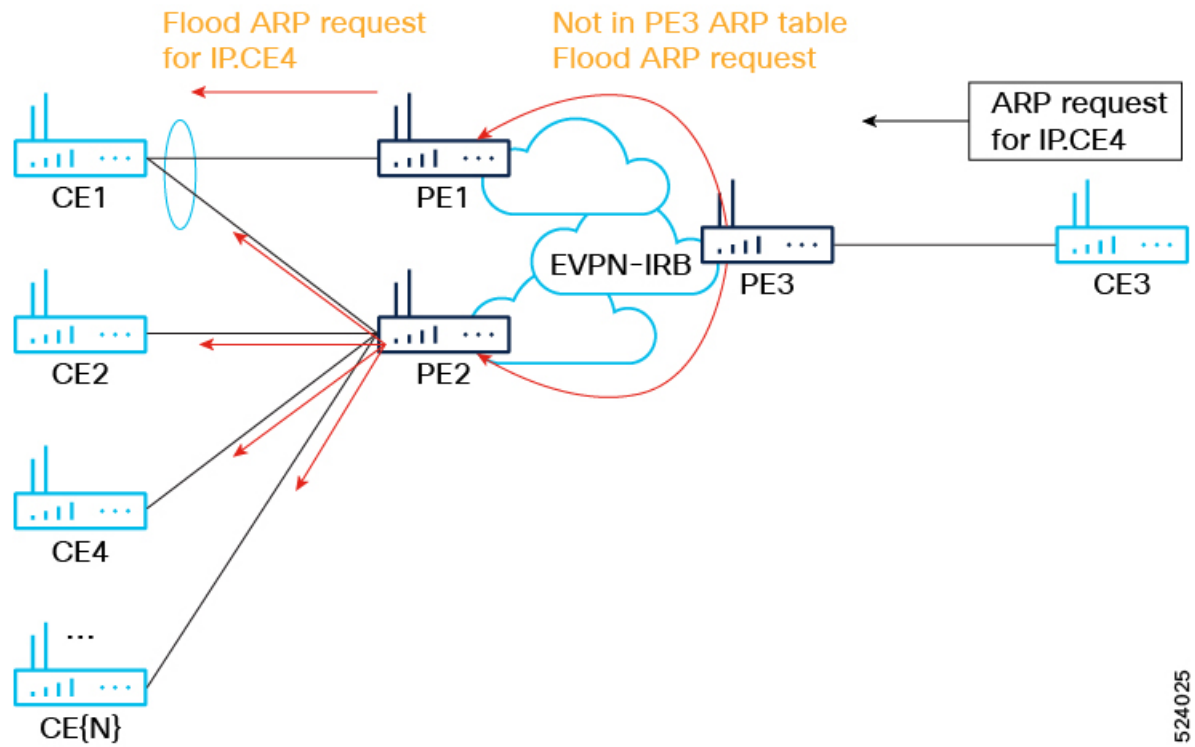 Flood ARP request
for IP.CE4
Not in PE3 ARP table
Flood ARP request
ARP request
for IP.CE4
CE1
PE1
EVPN-IRB
PE3
CE3
CE2
PE2
CE4
...
CE{N}
524025